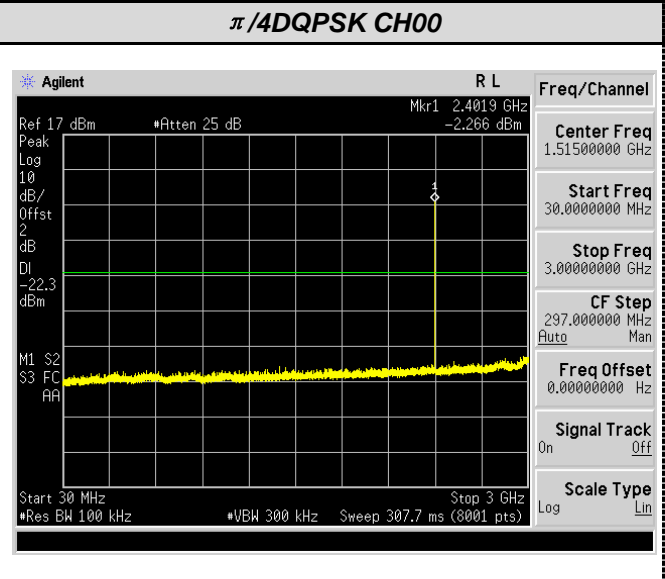 π/4DQPSK CH00
Agilent
R L
Freq/Channel
Mkr1 2.4019 GHz
Ref 17 dBm #Atten 25 dB -2.266 dBm
Peak
Log
10
dB/
Offst
2
dB
DI
-22.3
dBm
M1 S2
S3 FC
AA
1
Start 30 MHz Stop 3 GHz
#Res BW 100 kHz #VBW 300 kHz Sweep 307.7 ms (8001 pts)
Center Freq
1.51500000 GHz
Start Freq
30.0000000 MHz
Stop Freq
3.00000000 GHz
CF Step
297.000000 MHz
Auto Man
Freq Offset
0.00000000 Hz
Signal Track
On Off
Scale Type
Log Lin